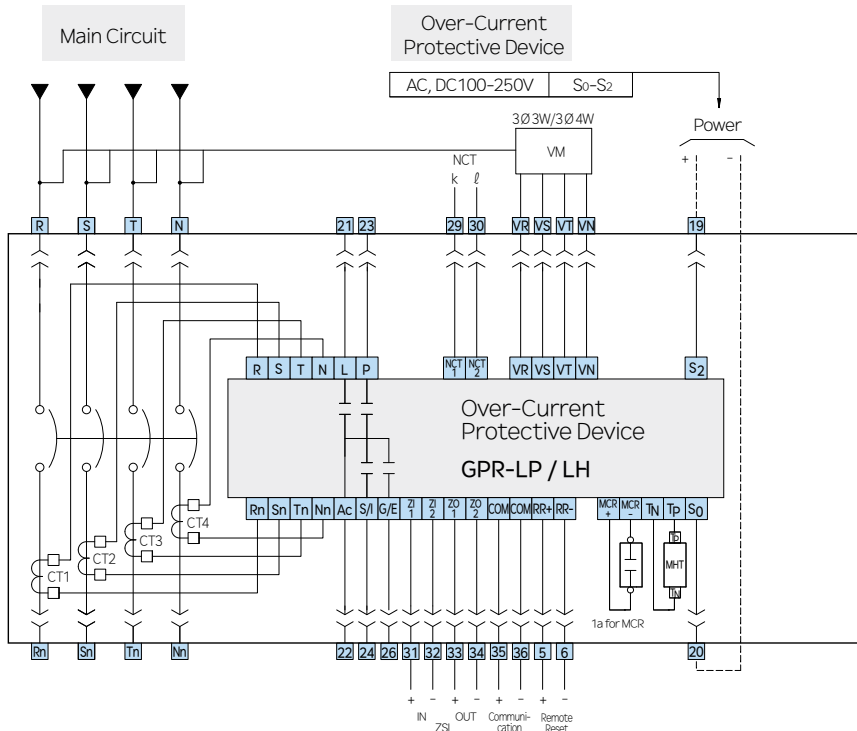 Main Circuit
Over-Current
Protective Device
AC, DC100-250V S0-S2
3Ø3W/3Ø4W
Power
VM
NCT
k ℓ
+ -
R S T N 21 23 29 30 VR VS VT VN 19
R S T N L P NCT 1 NCT 2 VR VS VT VN S2
Over-Current
Protective Device
GPR-LP / LH
Rn Sn Tn Nn Ac S/I G/E ZI 1 ZI 2 ZO 1 ZO 2 COM COM RR+ RR- MCR + MCR - TN TP S0
CT4
CT3
CT2
CT1
TP
MHT
TN
1a for MCR
Rn Sn Tn Nn 22 24 26 31 32 33 34 35 36 5 6 20
+ - + - + - + -
IN OUT Communi- Remote
ZSI cation Reset